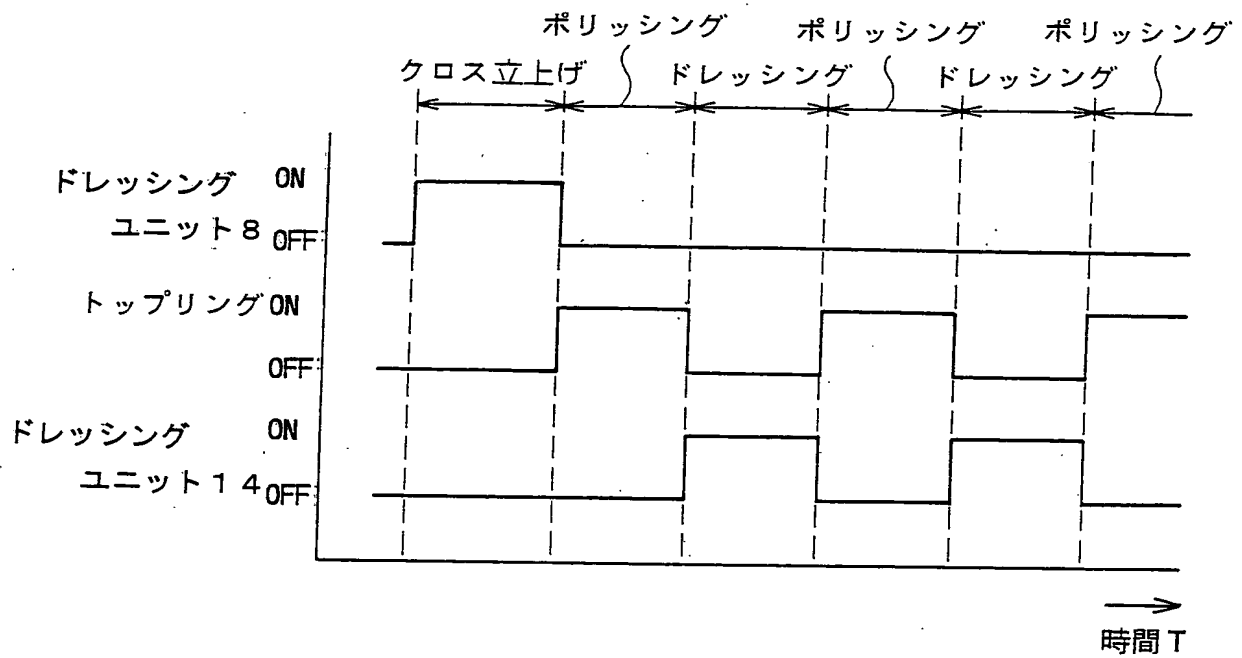 ポリッシング ポリッシング ポリッシング
クロス立上げ ドレッシング ドレッシング
ドレッシング ON
ユニット8 OFF
トップリング ON
OFF
ドレッシング ON
ユニット14 OFF
時間T